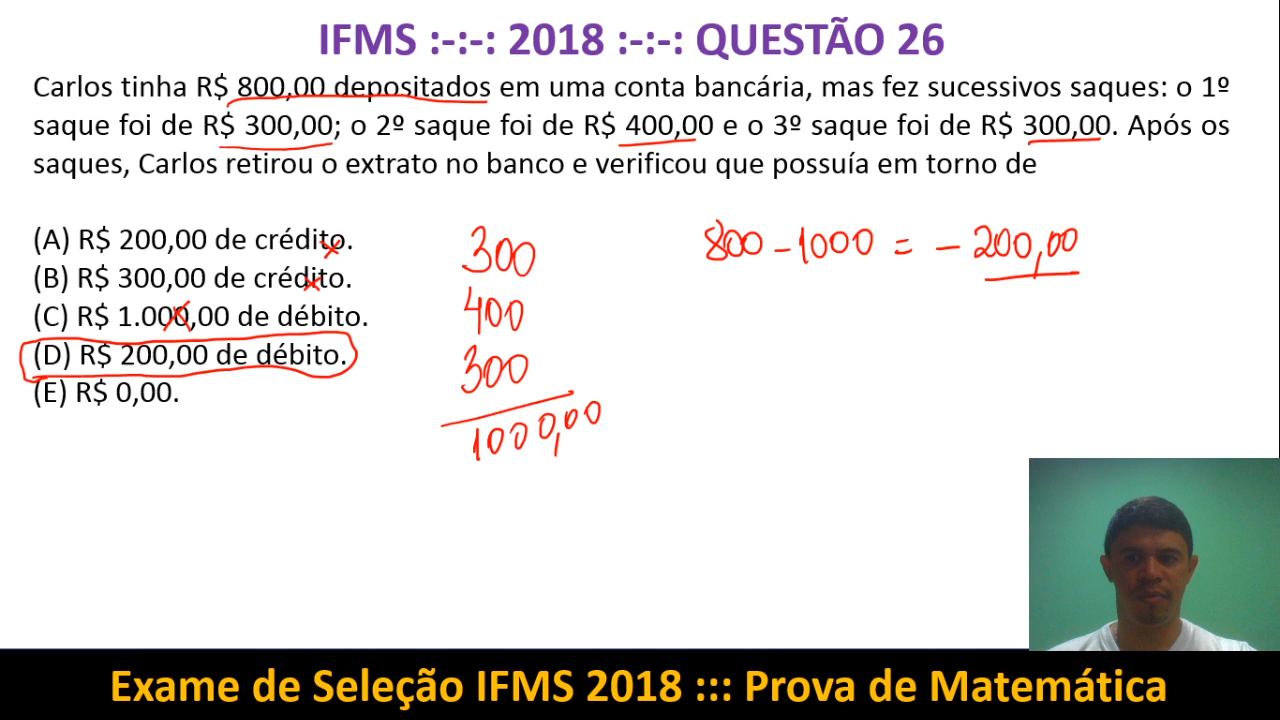 IFMS :-:-: 2018 :-:-: QUESTÃO 26
Carlos tinha R$ 800,00 depositados em uma conta bancária, mas fez sucessivos saques: o 1º
saque foi de R$ 300,00; o 2º saque foi de R$ 400,00 e o 3º saque foi de R$ 300,00. Após os
saques, Carlos retirou o extrato no banco e verificou que possuía em torno de
(A) R$ 200,00 de crédito.
(B) R$ 300,00 de crédito.
(C) R$ 1.000,00 de débito.
(D) R$ 200,00 de débito.
(E) R$ 0,00.
300
400
300
1000,00
800 - 1000 = - 200,00
Exame de Seleção IFMS 2018 ::: Prova de Matemática